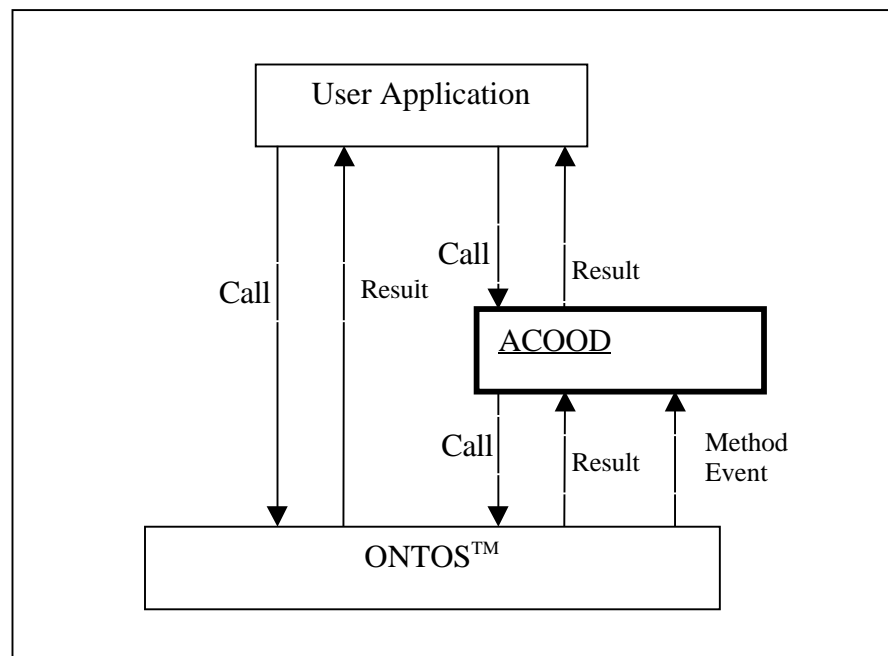 User Application
Call
Resuit
Call
Result
ACOOD
Call
Result
Method
Event
ONTOS™